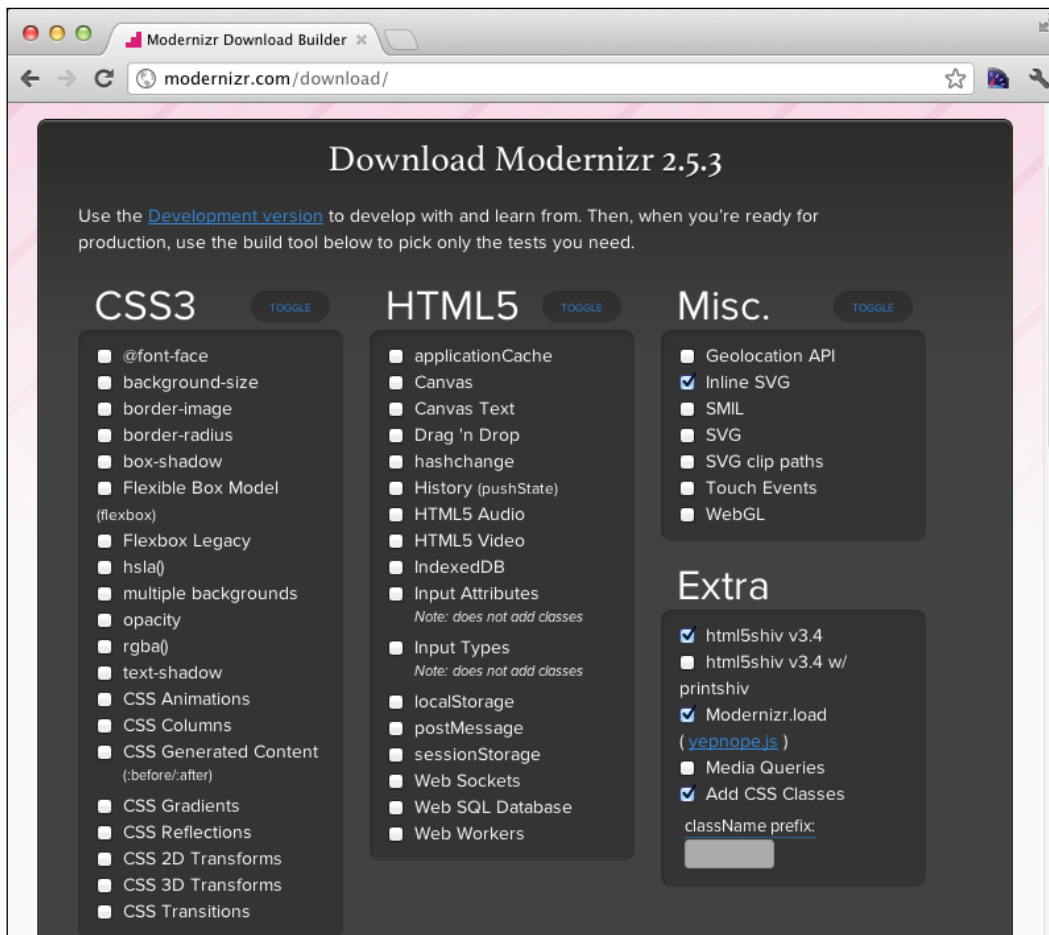 Modernizr Download Builder
modernizr.com/download/
Download Modernizr 2.5.3
Use the Development version to develop with and learn from. Then, when you're ready for
production, use the build tool below to pick only the tests you need.
CSS3
TOGGLE
@font-face
background-size
border-image
border-radius
box-shadow
Flexible Box Model
(flexbox)
Flexbox Legacy
hsla()
multiple backgrounds
opacity
rgba()
text-shadow
CSS Animations
CSS Columns
CSS Generated Content
(:before/:after)
CSS Gradients
CSS Reflections
CSS 2D Transforms
CSS 3D Transforms
CSS Transitions
HTML5
TOGGLE
applicationCache
Canvas
Canvas Text
Drag 'n Drop
hashchange
History (pushState)
HTML5 Audio
HTML5 Video
IndexedDB
Input Attributes
Note: does not add classes
Input Types
Note: does not add classes
localStorage
postMessage
sessionStorage
Web Sockets
Web SQL Database
Web Workers
Misc.
TOGGLE
Geolocation API
Inline SVG
SMIL
SVG
SVG clip paths
Touch Events
WebGL
Extra
html5shiv v3.4
html5shiv v3.4 w/
printshiv
Modernizr.load
( yepnope.js )
Media Queries
Add CSS Classes
className prefix: